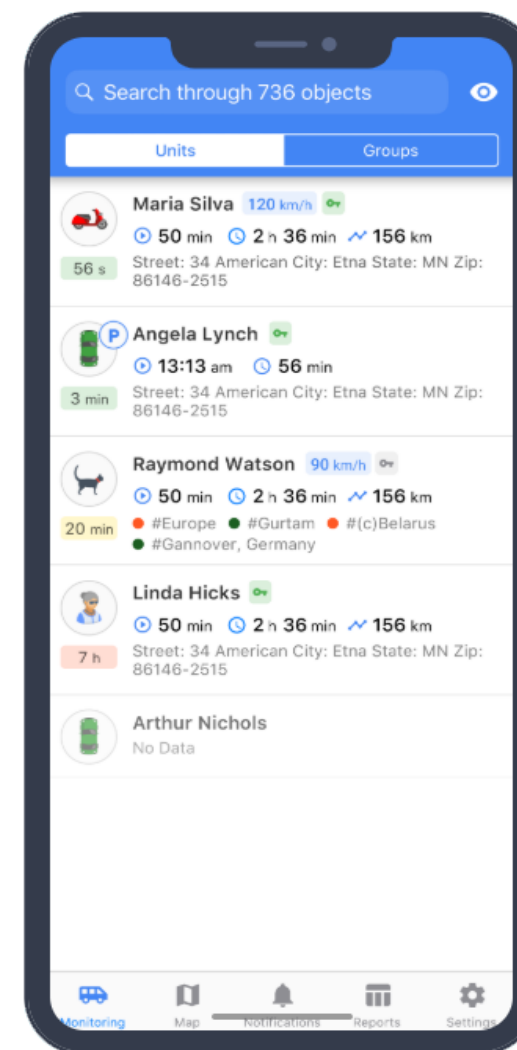 Search through 736 objects
Units Groups
Maria Silva 120 km/h
50 min 2 h 36 min 156 km
56 s
Street: 34 American City: Etna State: MN Zip:
86146-2515
P
Angela Lynch
13:13 am 56 min
3 min
Street: 34 American City: Etna State: MN Zip:
86146-2515
Raymond Watson 90 km/h
50 min 2 h 36 min 156 km
20 min
#Europe #Gurtam #(c)Belarus
#Gannover, Germany
Linda Hicks
50 min 2 h 36 min 156 km
7 h
Street: 34 American City: Etna State: MN Zip:
86146-2515
Arthur Nichols
No Data
Monitoring Map Notifications Reports Settings